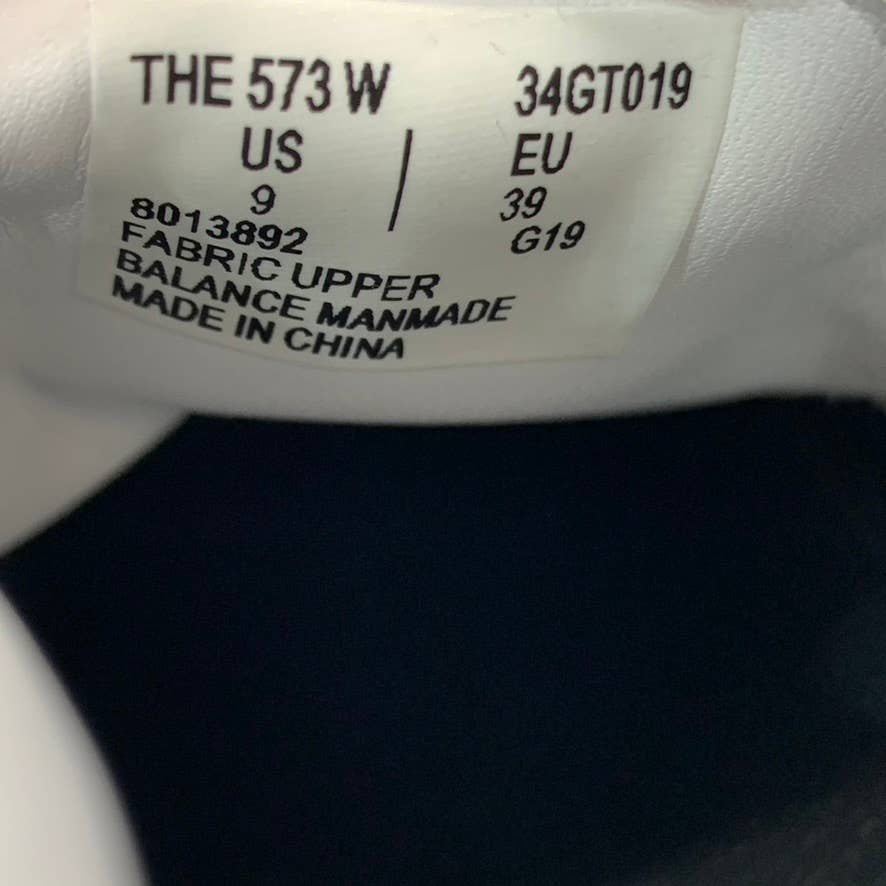 THE 573 W 34GT019
US | EU
9 39
8013892 G19
FABRIC UPPER
BALANCE MANMADE
MADE IN CHINA